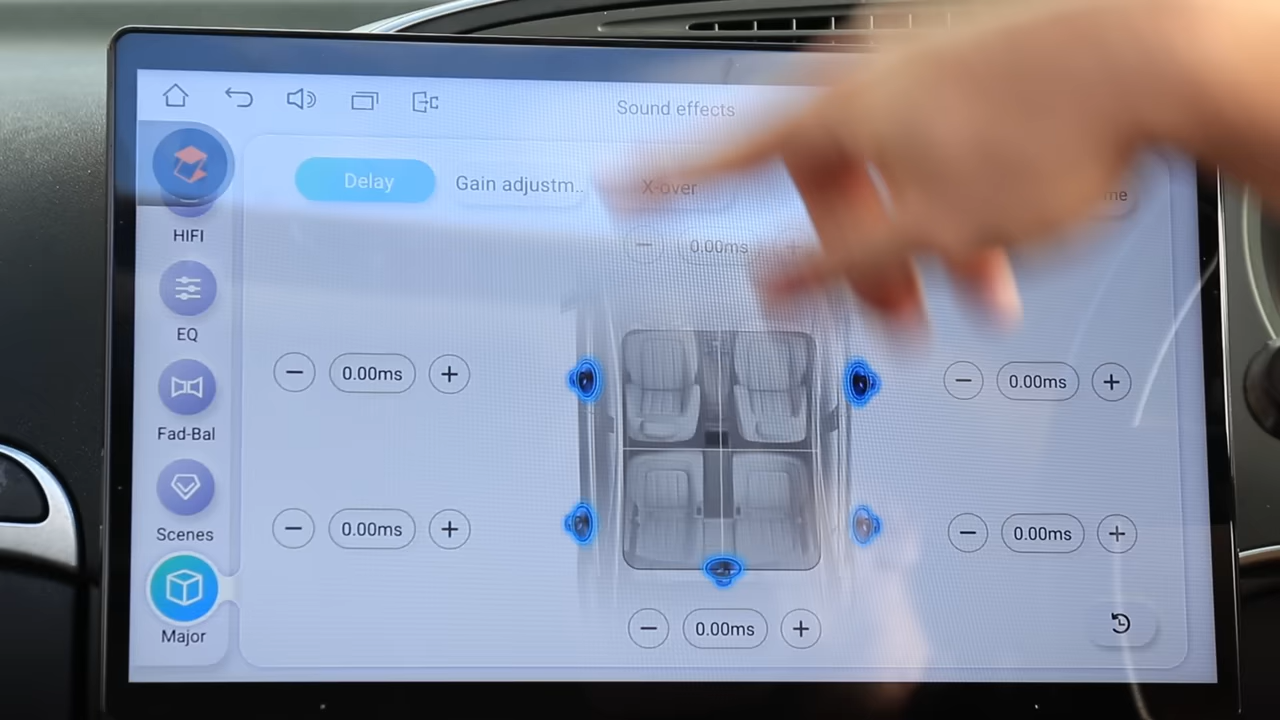 Sound effects
Delay
Gain adjustm..
X-over
me
HIFI
0.00ms
EQ
0.00ms
0.00ms
Fad-Bal
Scenes
0.00ms
0.00ms
Major
0.00ms